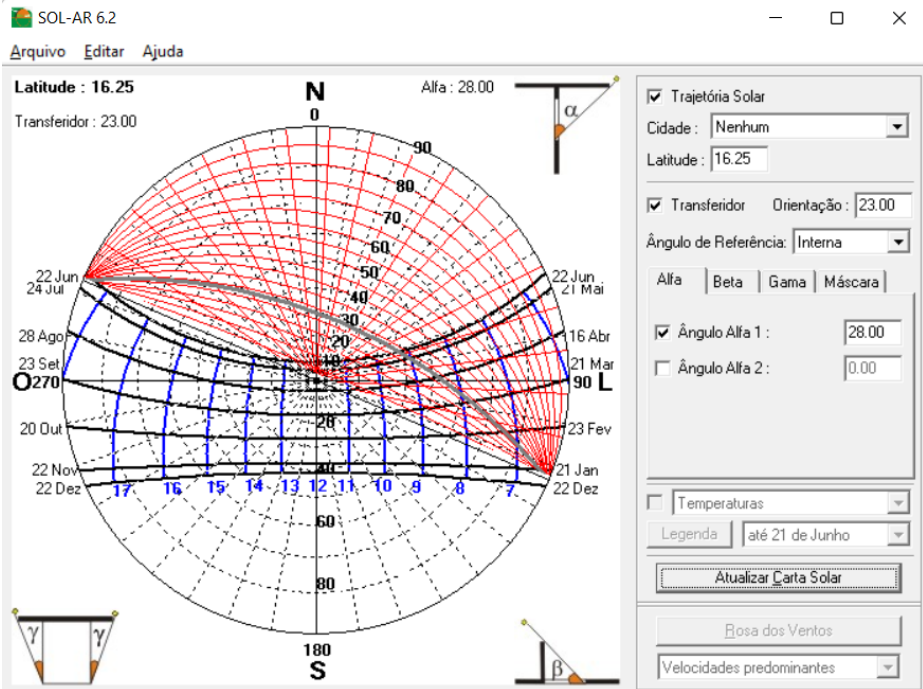 SOL-AR 6.2
Arquivo Editar Ajuda
Latitude : 16.25
Transferidor : 23.00
Alfa : 28.00
α
N
0
90
80
70
60
50
40
30
20
10
22 Jun
24 Jul
28 Ago
23 Set
O 270
20 Out
22 Nov
22 Dez
22 Jun
21 Mai
16 Abr
21 Mar
90 L
23 Fev
21 Jan
22 Dez
20
40
17 16 15 14 13 12 11 10 9 8 7
60
80
180
S
γ γ
β
Trajetória Solar
Cidade : Nenhum
Latitude : 16.25
Transferidor Orientação : 23.00
Ângulo de Referência: Interna
Alfa Beta Gama Máscara
Ângulo Alfa 1 : 28.00
Ângulo Alfa 2 : 0.00
Temperaturas
Legenda até 21 de Junho
Atualizar Carta Solar
Rosa dos Ventos
Velocidades predominantes